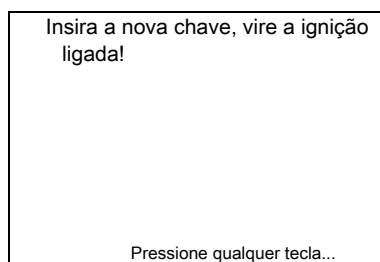 Insira a nova chave, vire a ignição
ligada!
Pressione qualquer tecla...